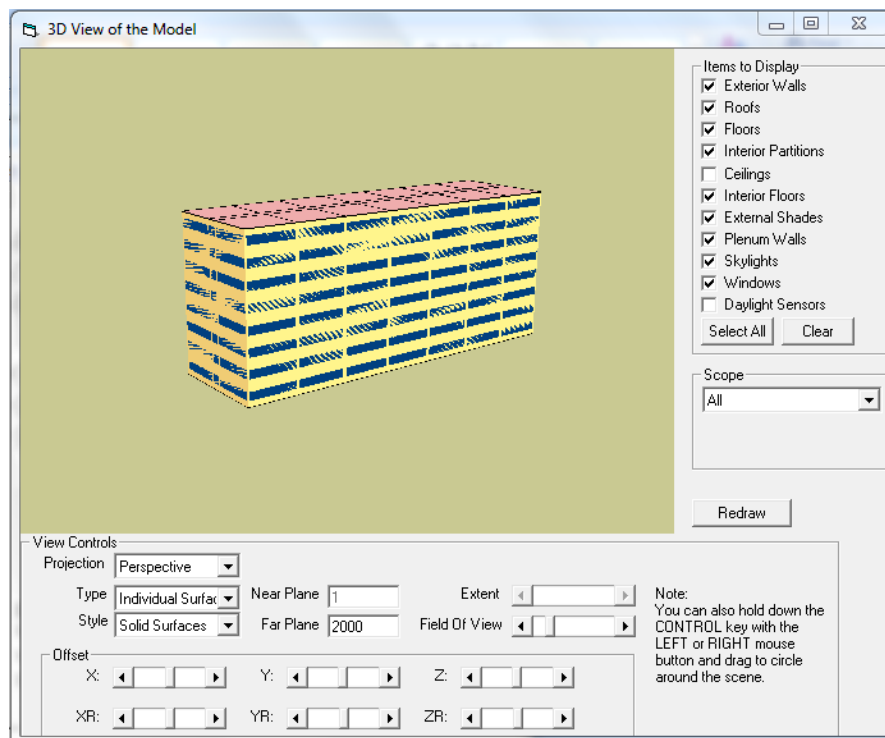 3D View of the Model
Items to Display
Exterior Walls
Roofs
Floors
Interior Partitions
Ceilings
Interior Floors
External Shades
Plenum Walls
Skylights
Windows
Daylight Sensors
Select All Clear
Scope
All
Redraw
View Controls
Projection Perspective
Type Individual Surfac Near Plane 1 Extent
Style Solid Surfaces Far Plane 2000 Field Of View
Note:
You can also hold down the
CONTROL key with the
LEFT or RIGHT mouse
button and drag to circle
around the scene.
Offset
X: Y: Z:
XR: YR: ZR: